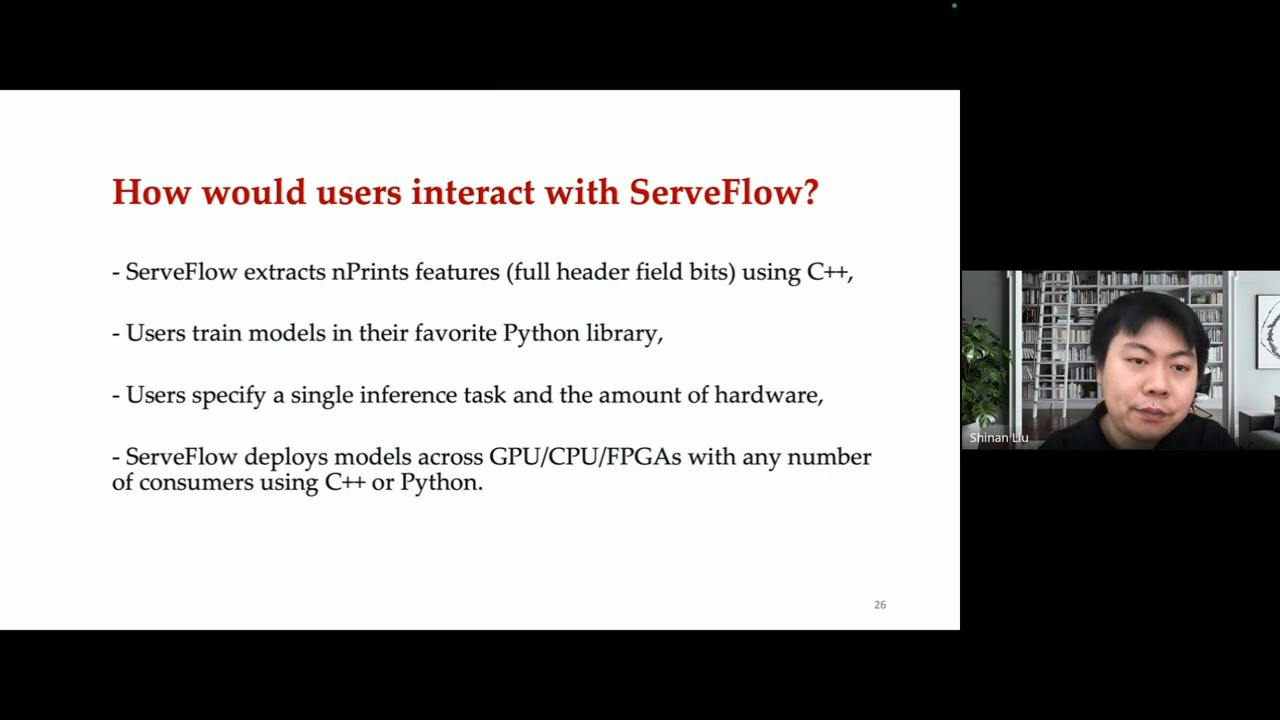 How would users interact with ServeFlow?
- ServeFlow extracts nPrints features (full header field bits) using C++,
- Users train models in their favorite Python library,
- Users specify a single inference task and the amount of hardware,
- ServeFlow deploys models across GPU/CPU/FPGAs with any number
of consumers using C++ or Python.
26
Shinan Liu